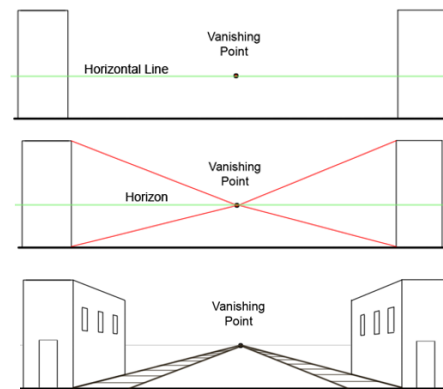 Vanishing
Point
Horizontal Line
Vanishing
Point
Horizon
Vanishing
Point